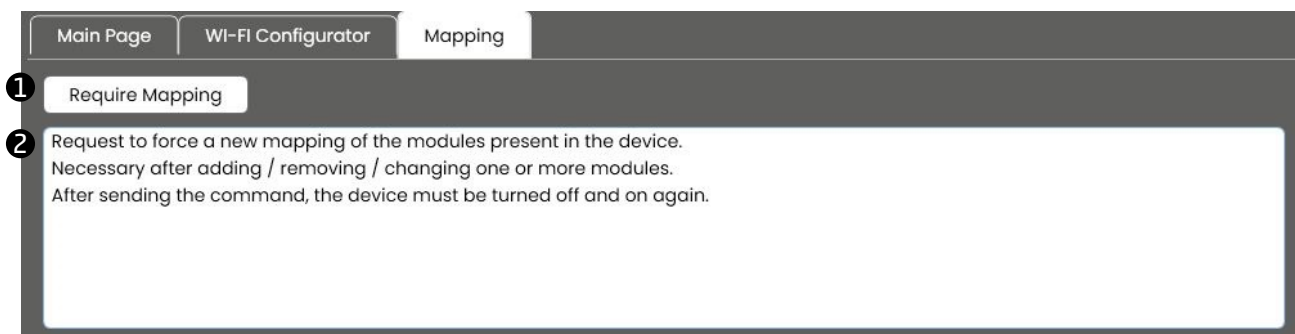 Main Page WI-FI Configurator Mapping
1 Require Mapping
2 Request to force a new mapping of the modules present in the device.
Necessary after adding / removing / changing one or more modules.
After sending the command, the device must be turned off and on again.